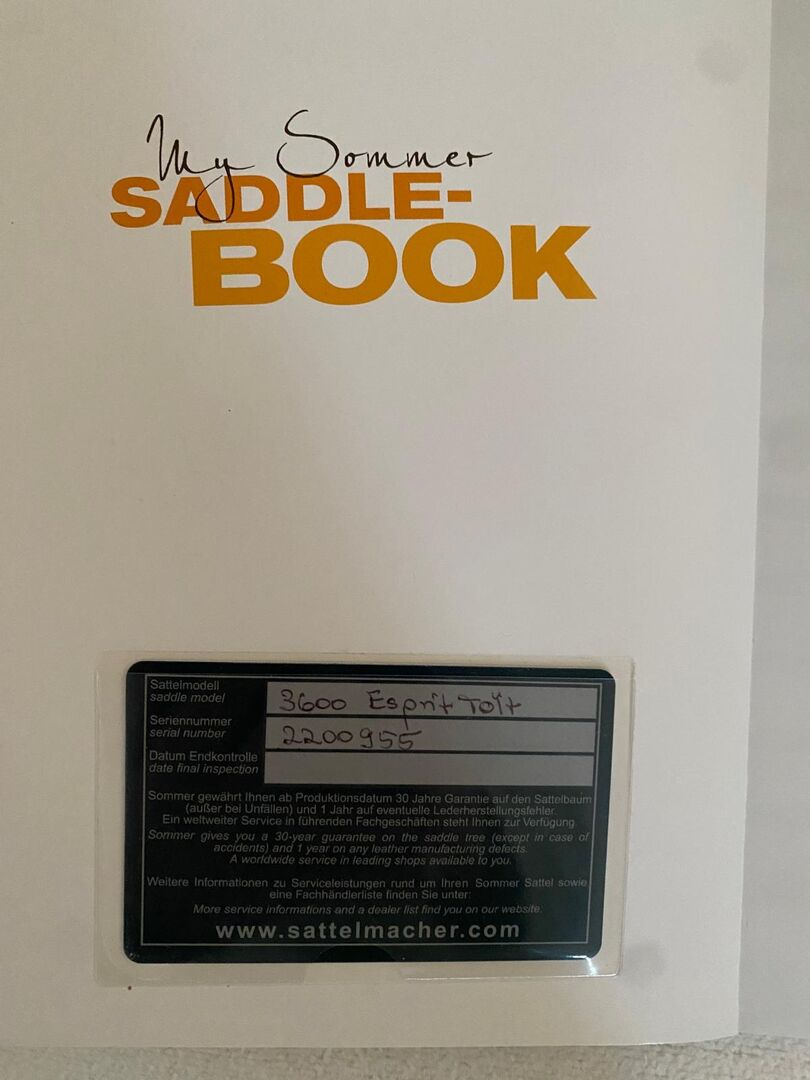 My Sommer
SADDLE-
BOOK
Sattelmodell
saddle model
3600 Esprit Tölt
Seriennummer
serial number
2200955
Datum Endkontrolle
date final inspection
Sommer gewährt Ihnen ab Produktionsdatum 30 Jahre Garantie auf den Sattelbaum
(außer bei Unfällen) und 1 Jahr auf eventuelle Lederherstellungsfehler.
Ein weltweiter Service in führenden Fachgeschäften steht Ihnen zur Verfügung.
Sommer gives you a 30-year guarantee on the saddle tree (except in case of
accidents) and 1 year on any leather manufacturing defects.
A worldwide service in leading shops available to you.
Weitere Informationen zu Serviceleistungen rund um Ihren Sommer Sattel sowie
eine Fachhändlerliste finden Sie unter:
More service informations and a dealer list find you on our website.
www.sattelmacher.com